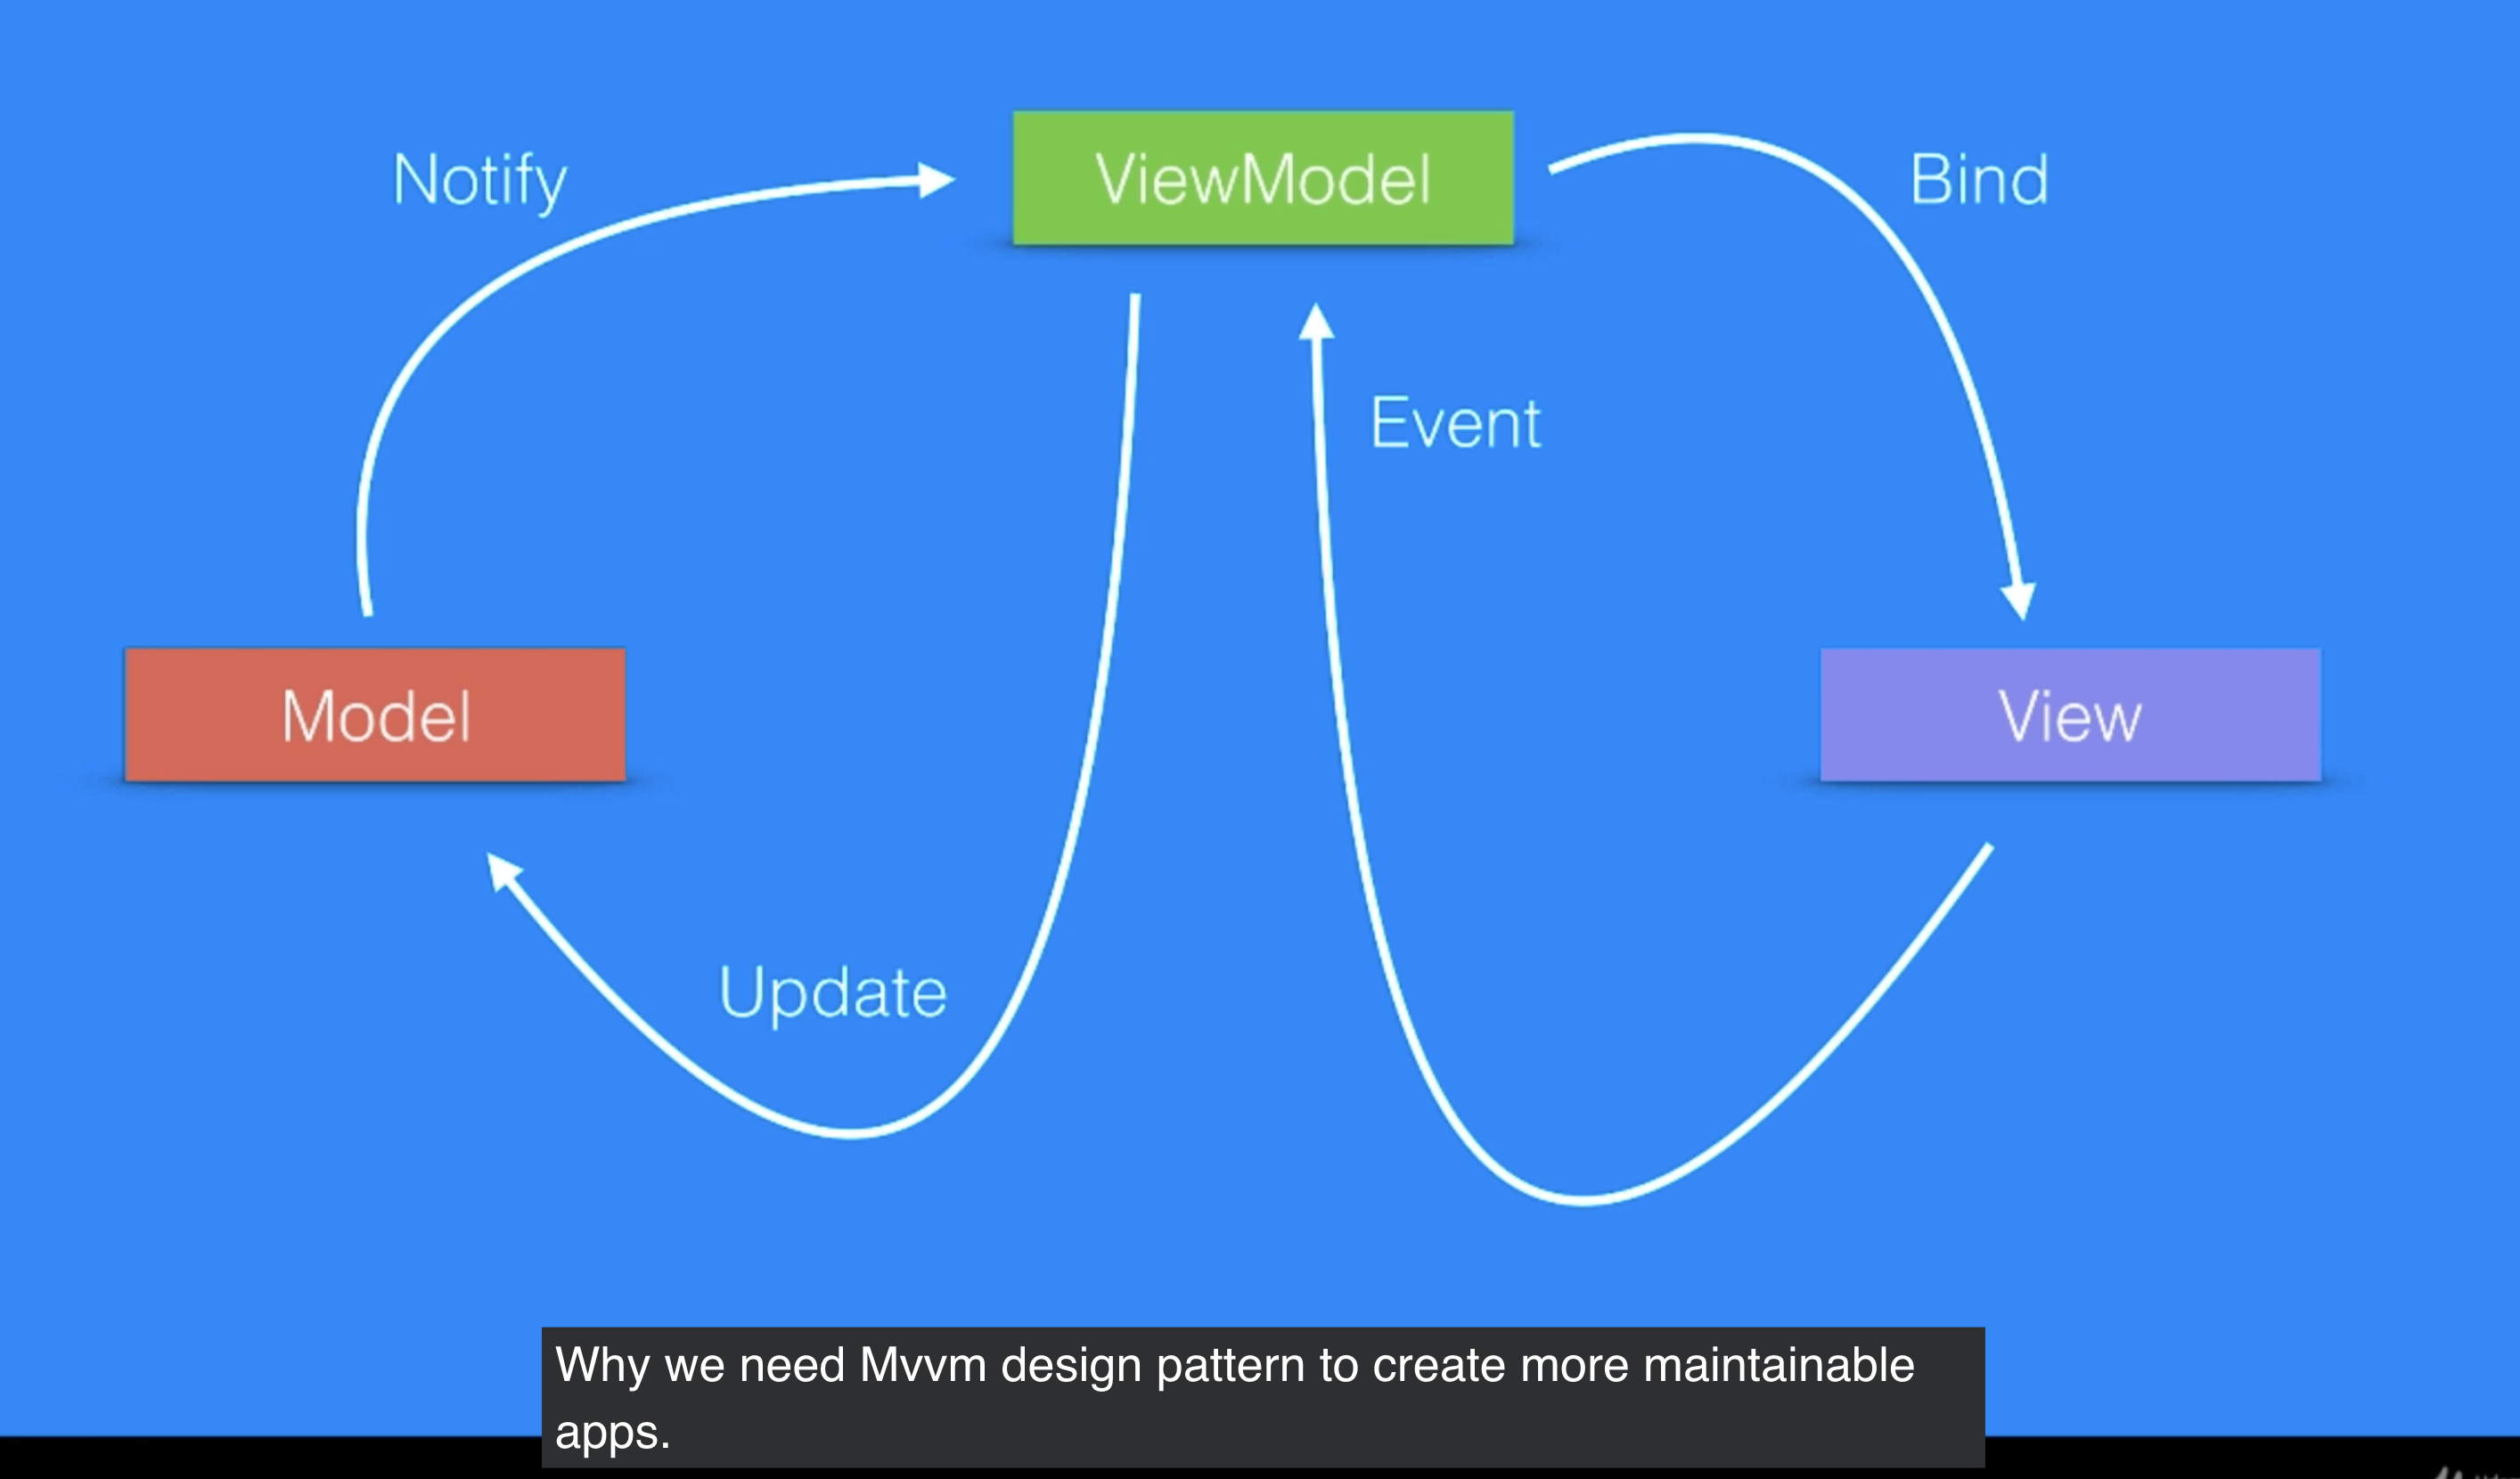 Notify
ViewModel
Bind
Event
Model
View
Update
Why we need Mvvm design pattern to create more maintainable
apps.